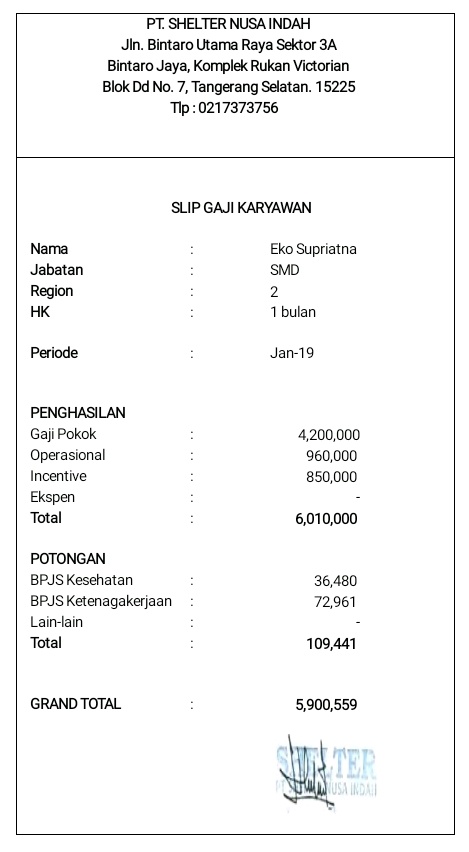 PT. SHELTER NUSA INDAH
Jln. Bintaro Utama Raya Sektor 3A
Bintaro Jaya, Komplek Rukan Victorian
Blok Dd No. 7, Tangerang Selatan. 15225
Tlp : 0217373756
SLIP GAJI KARYAWAN
Nama : Eko Supriatna
Jabatan : SMD
Region : 2
HK : 1 bulan
Periode : Jan-19
PENGHASILAN
Gaji Pokok : 4,200,000
Operasional : 960,000
Incentive : 850,000
Ekspen : -
Total : 6,010,000
POTONGAN
BPJS Kesehatan : 36,480
BPJS Ketenagakerjaan : 72,961
Lain-lain : -
Total : 109,441
GRAND TOTAL : 5,900,559
SHELTER
PT SHELTER NUSA INDAH